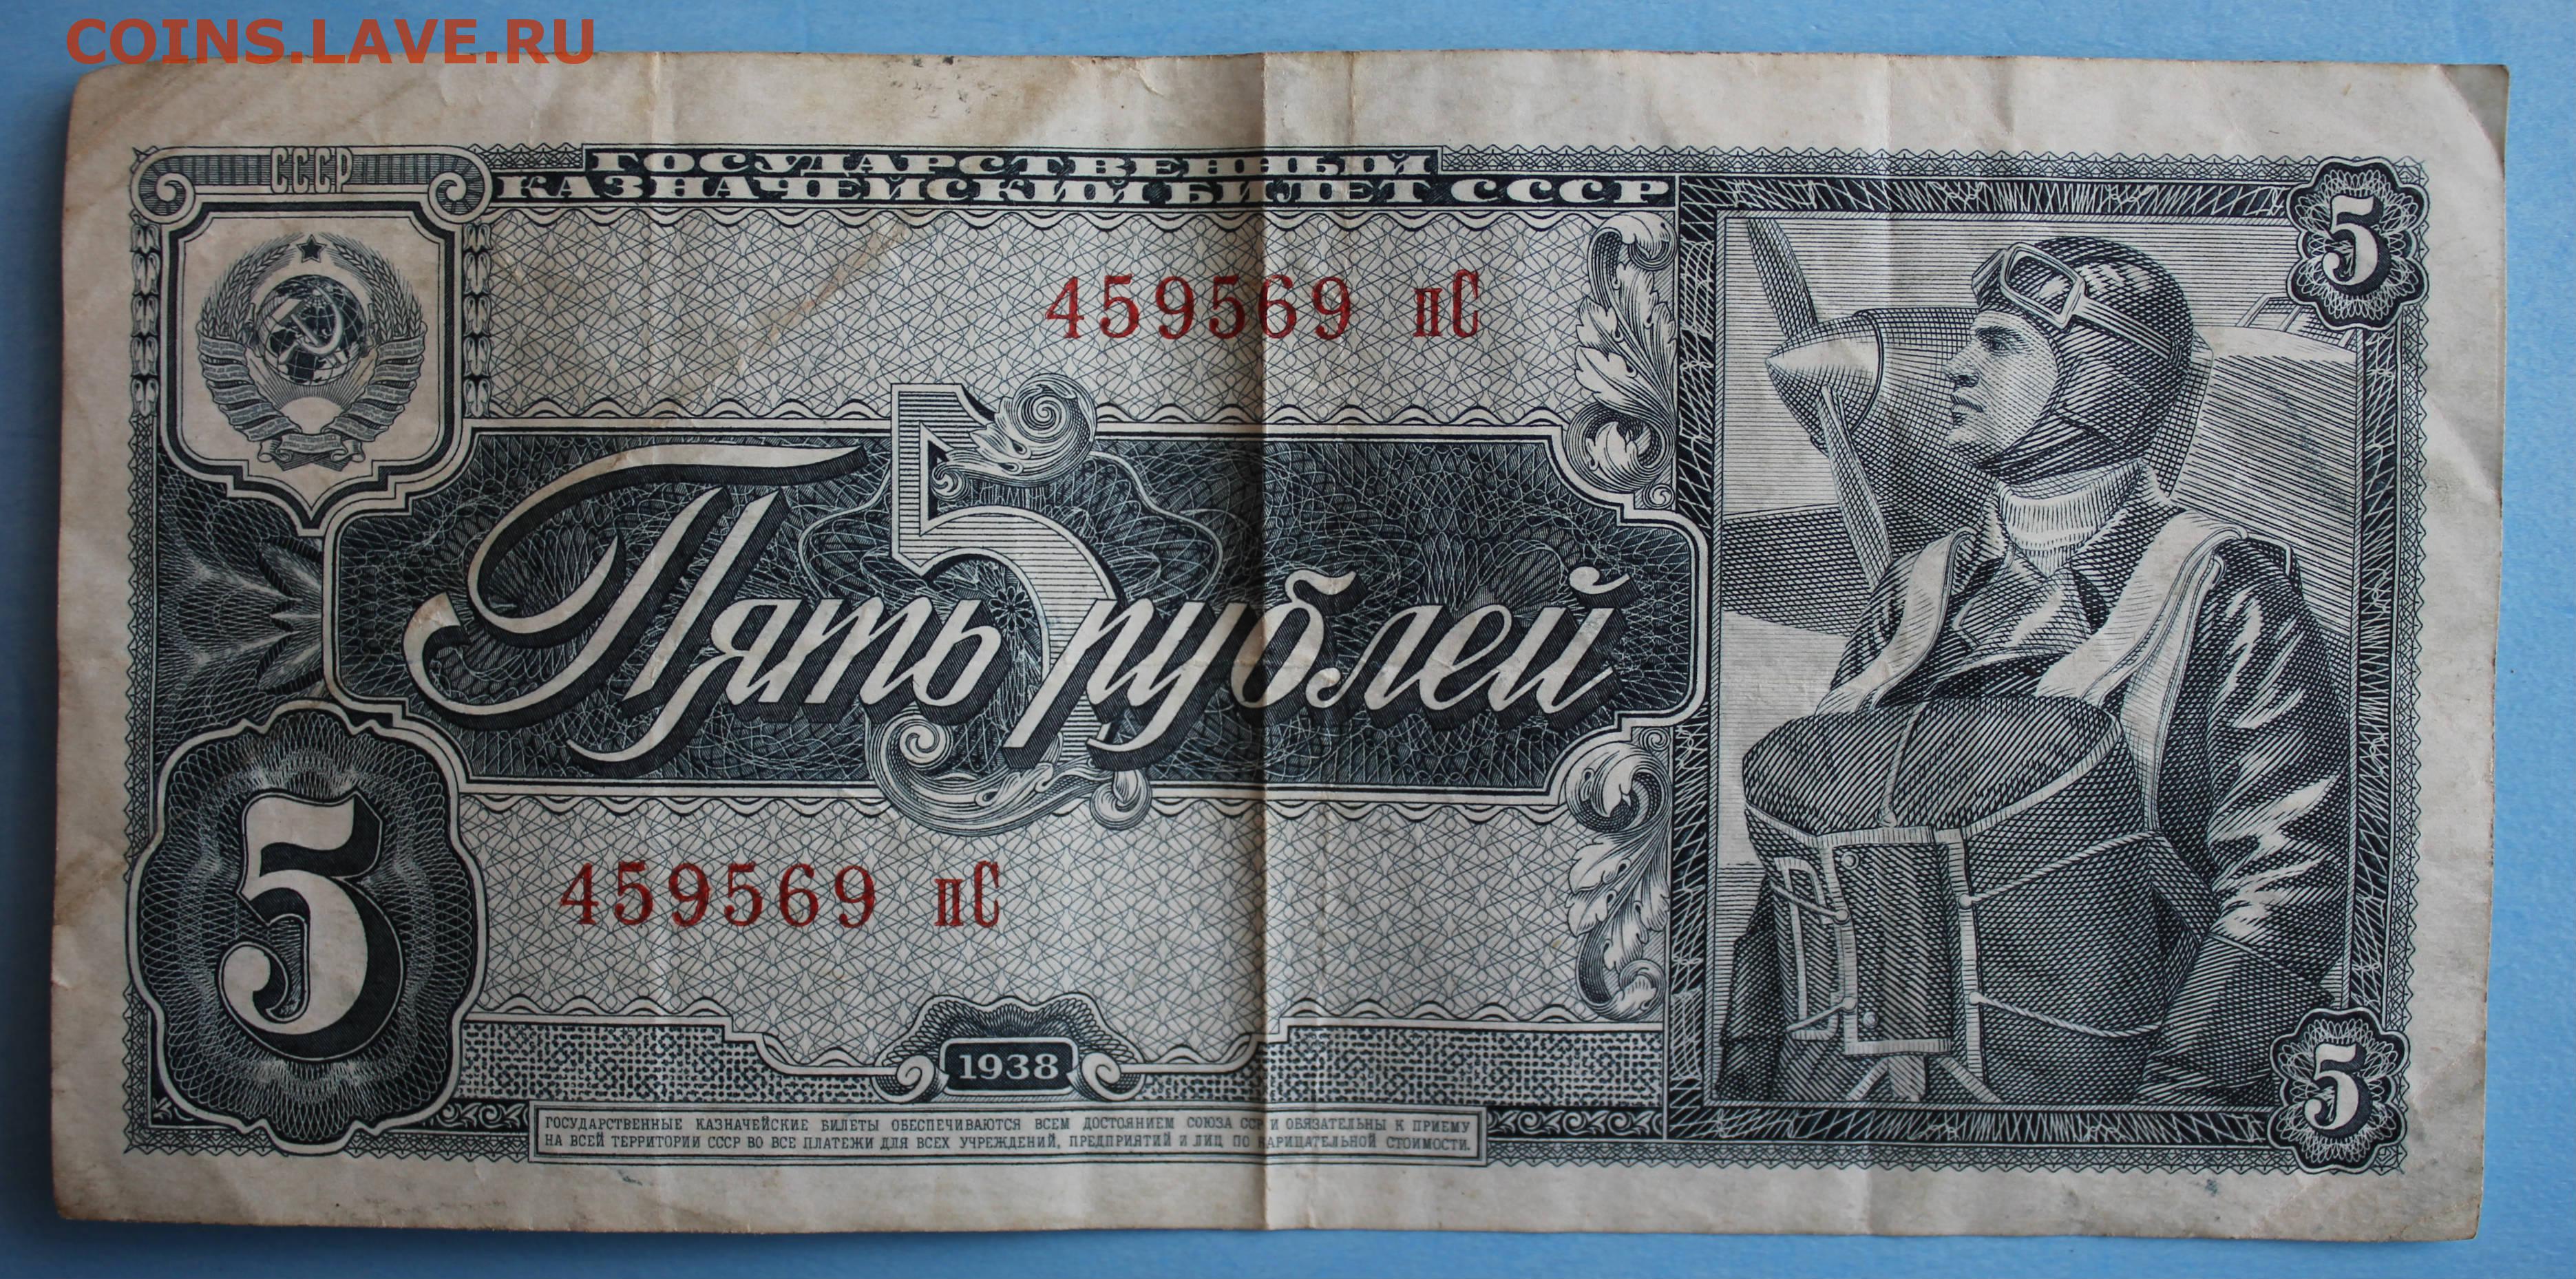 COINS.LAVE.RU
СССР
ГОСУДАРСТВЕННЫЙ
КАЗНАЧЕЙСКИЙ БИЛЕТ СССР
5
459569 пС
5
Пять рублей
459569 пС
5
1938
5
ГОСУДАРСТВЕННЫЕ КАЗНАЧЕЙСКИЕ БИЛЕТЫ ОБЕСПЕЧИВАЮТСЯ ВСЕМ ДОСТОЯНИЕМ СОЮЗА ССР И ОБЯЗАТЕЛЬНЫ К ПРИЕМУ
НА ВСЕЙ ТЕРРИТОРИИ СССР ВО ВСЕ ПЛАТЕЖИ ДЛЯ ВСЕХ УЧРЕЖДЕНИЙ, ПРЕДПРИЯТИЙ И ЛИЦ ПО НАРИЦАТЕЛЬНОЙ СТОИМОСТИ.